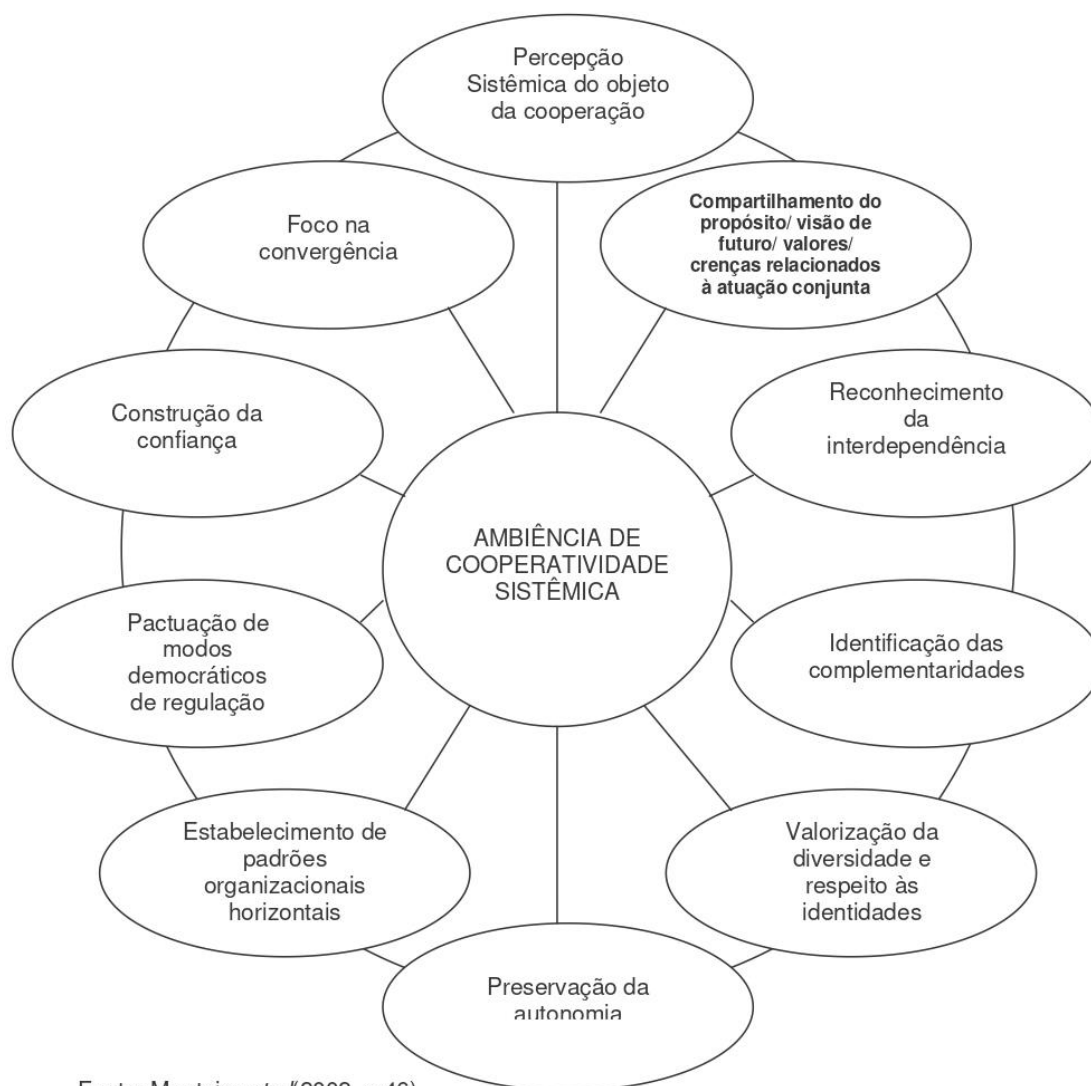 Percepção
Sistêmica do objeto
da cooperação
Compartilhamento do
propósito/ visão de
futuro/ valores/
crenças relacionados
à atuação conjunta
Foco na
convergência
Reconhecimento
da
interdependência
Construção da
confiança
AMBIÊNCIA DE
COOPERATIVIDADE
SISTÊMICA
Identificação das
complementaridades
Pactuação de
modos
democráticos
de regulação
Valorização da
diversidade e
respeito às
identidades
Estabelecimento de
padrões
organizacionais
horizontais
Preservação da
autonomia